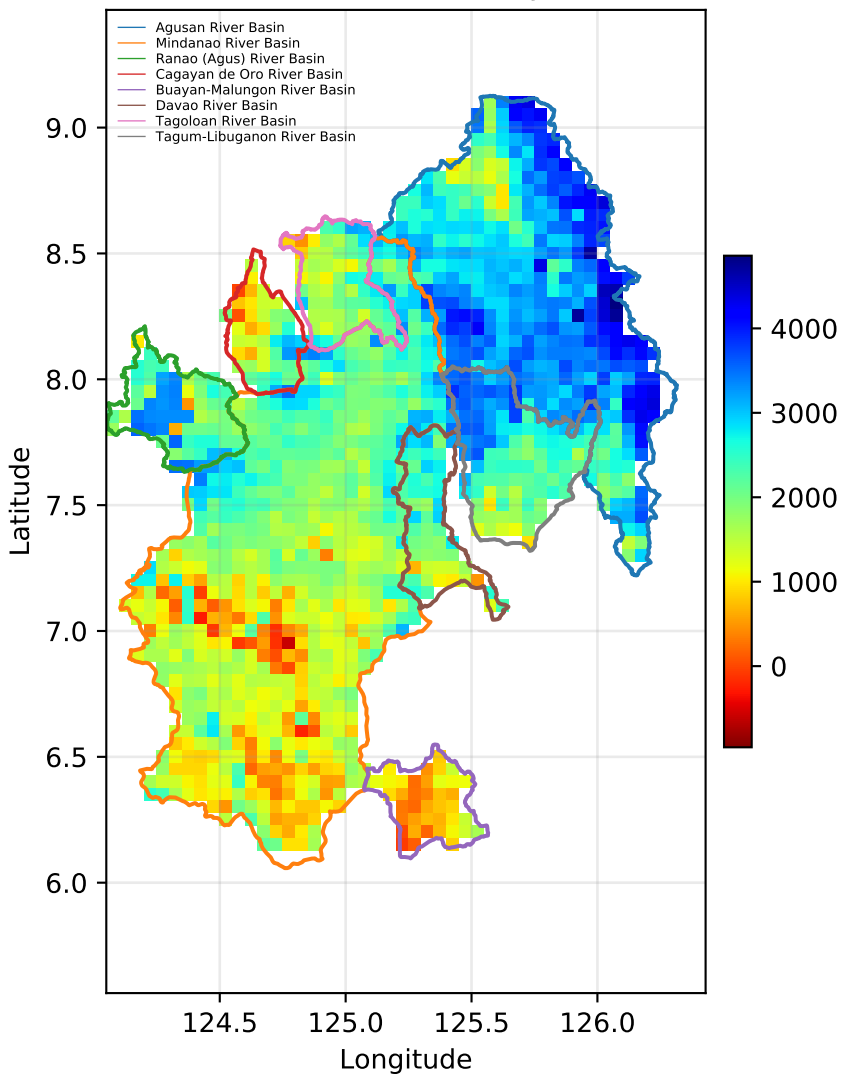 Agusan River Basin
Mindanao River Basin
Ranao (Agus) River Basin
Cagayan de Oro River Basin
Buayan-Malungon River Basin
Davao River Basin
Tagoloan River Basin
Tagum-Libuganon River Basin
9.0
8.5
8.0
7.5
7.0
6.5
6.0
Latitude
124.5 125.0 125.5 126.0
Longitude
4000
3000
2000
1000
0